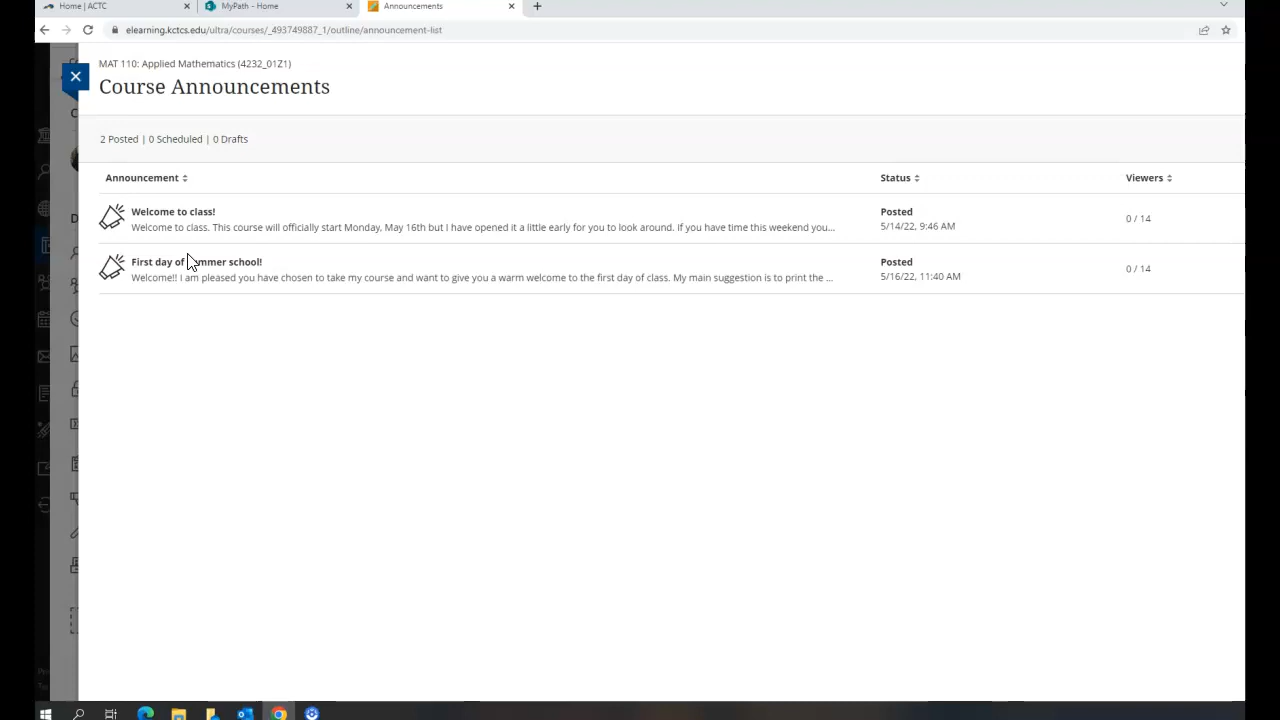 Home | ACTC
MyPath - Home
Announcements
elearning.kctcs.edu/ultra/courses/_493749887_1/outline/announcement-list
MAT 110: Applied Mathematics (4232_01Z1)
Course Announcements
2 Posted | 0 Scheduled | 0 Drafts
Announcement Status Viewers
Welcome to class! Posted
Welcome to class. This course will officially start Monday, May 16th but I have opened it a little early for you to look around. If you have time this weekend you... 5/14/22, 9:46 AM 0 / 14
First day of summer school! Posted
Welcome!! I am pleased you have chosen to take my course and want to give you a warm welcome to the first day of class. My main suggestion is to print the ... 5/16/22, 11:40 AM 0 / 14